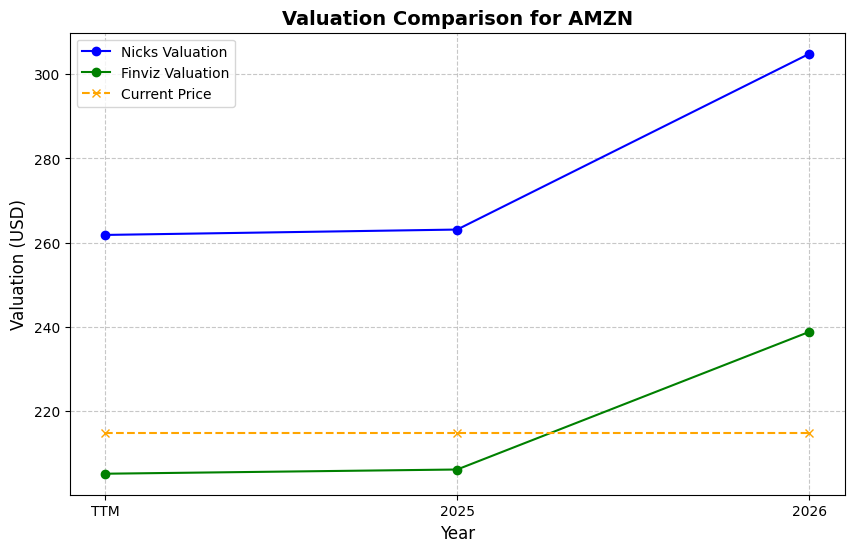 Valuation Comparison for AMZN
Nicks Valuation
Finviz Valuation
Current Price
Valuation (USD)
300
280
260
240
220
TTM 2025 2026
Year